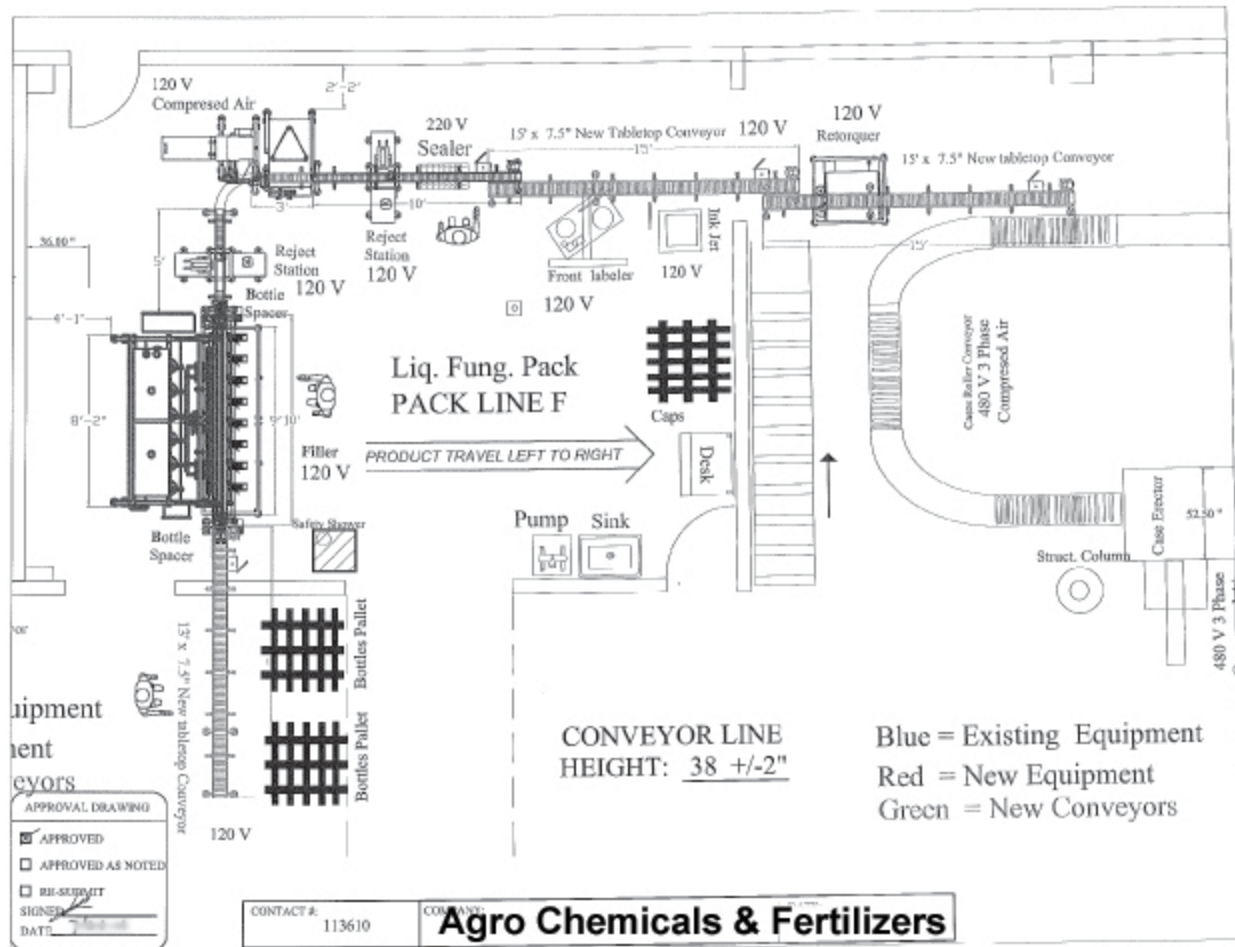 120 V
Compresed Air
2'-2'
220 V
Sealer
15' x 7.5" New Tabletop Conveyor
120 V
15'
120 V
Retorquer
15' x 7.5" New tabletop Conveyor
3'
10'
15'
36.00"
5'
Reject
Station
120 V
Reject
Station
120 V
Ink Jet
120 V
Front labeler
120 V
Bottle
Spacer
4'-1'
8'-2"
9'10'
Liq. Fung. Pack
PACK LINE F
Caps
Filler
120 V
PRODUCT TRAVEL LEFT TO RIGHT
Desk
Cases Roller Conveyor
480 V 3 Phase
Compressed Air
Case Erector
52.50"
Struct. Column
480 V 3 Phase
Pump
Sink
Safety Shower
Bottle
Spacer
13' x 7.5" New tabletop Conveyor
Bottles Pallet
Bottles Pallet
120 V
uipment
ent
eyors
CONVEYOR LINE
HEIGHT: 38 +/-2"
Blue = Existing Equipment
Red = New Equipment
Green = New Conveyors
APPROVAL DRAWING
APPROVED
APPROVED AS NOTED
RE-SUBMIT
SIGNED
DATE
CONTACT #:
113610
COMPANY:
Agro Chemicals & Fertilizers